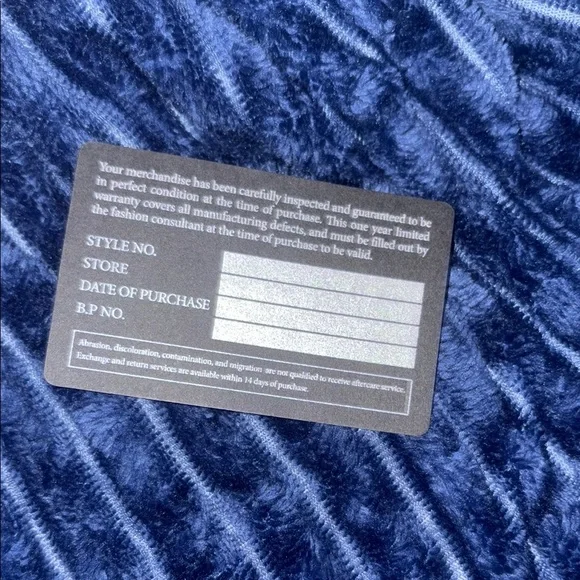 Your merchandise has been carefully inspected and guaranteed to be
in perfect condition at the time of purchase. This one year limited
warranty covers all manufacturing defects, and must be filled out by
the fashion consultant at the time of purchase to be valid.
STYLE NO.
STORE
DATE OF PURCHASE
B.P NO.
Abration, discoloration, contamination, and migration are not qualified to receive aftercare service.
Exchange and return services are available within 14 days of purchase.